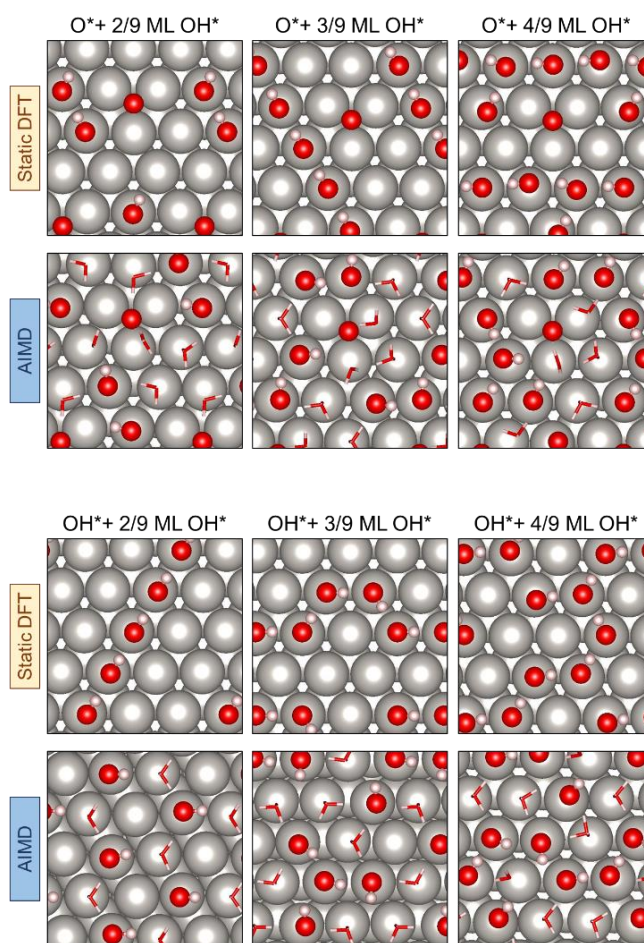 O*+ 2/9 ML OH* O*+ 3/9 ML OH* O*+ 4/9 ML OH*
Static DFT
AIMD
OH*+ 2/9 ML OH* OH*+ 3/9 ML OH* OH*+ 4/9 ML OH*
Static DFT
AIMD